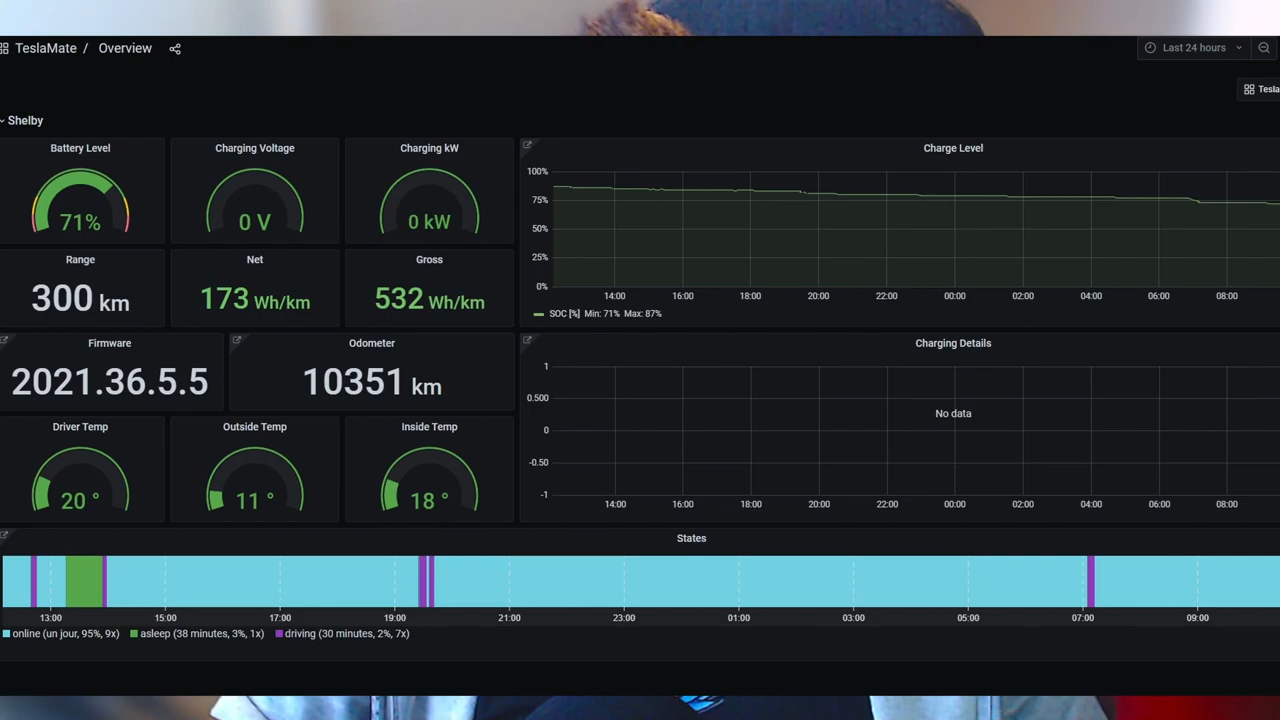 TeslaMate / Overview
Last 24 hours
Tesla
Shelby
Battery Level
71%
Charging Voltage
0 V
Charging kW
0 kW
Range
300 km
Net
173 Wh/km
Gross
532 Wh/km
Firmware
2021.36.5.5
Odometer
10351 km
Driver Temp
20 °
Outside Temp
11 °
Inside Temp
18 °
Charge Level
100%
75%
50%
25%
0%
14:00 16:00 18:00 20:00 22:00 00:00 02:00 04:00 06:00 08:00
SOC [%] Min: 71% Max: 87%
Charging Details
1
0.500
0
-0.50
-1
No data
14:00 16:00 18:00 20:00 22:00 00:00 02:00 04:00 06:00 08:00
States
13:00 15:00 17:00 19:00 21:00 23:00 01:00 03:00 05:00 07:00 09:00
online (un jour, 95%, 9x) asleep (38 minutes, 3%, 1x) driving (30 minutes, 2%, 7x)